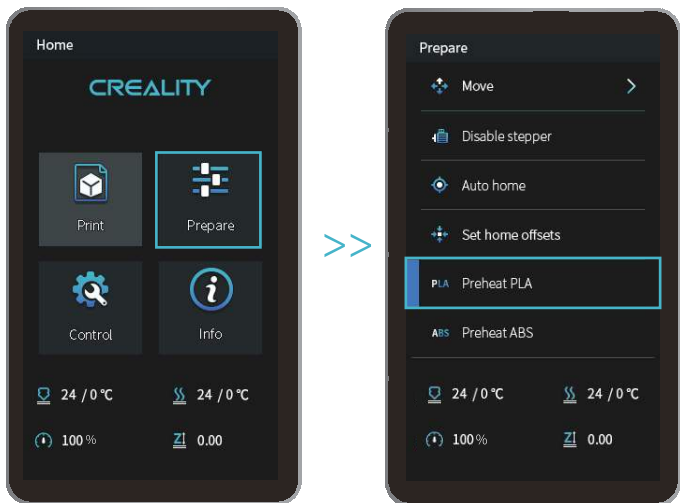 Home
CREALITY
Print
Prepare
Control
Info
24 / 0 ℃
24 / 0 ℃
100 %
Z 0.00
>>
Prepare
Move
Disable stepper
Auto home
Set home offsets
PLA Preheat PLA
ABS Preheat ABS
24 / 0 ℃
24 / 0 ℃
100 %
Z 0.00